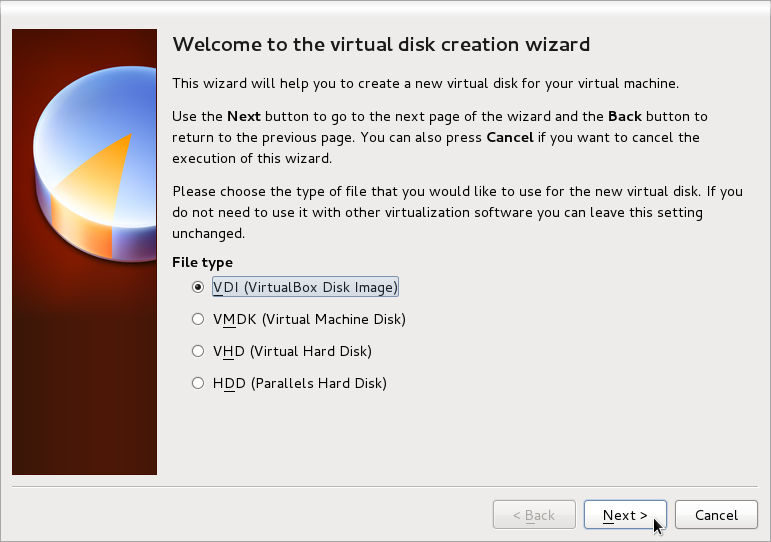 Welcome to the virtual disk creation wizard
This wizard will help you to create a new virtual disk for your virtual machine.
Use the Next button to go to the next page of the wizard and the Back button to
return to the previous page. You can also press Cancel if you want to cancel the
execution of this wizard.
Please choose the type of file that you would like to use for the new virtual disk. If you
do not need to use it with other virtualization software you can leave this setting
unchanged.
File type
VDI (VirtualBox Disk Image)
VMDK (Virtual Machine Disk)
VHD (Virtual Hard Disk)
HDD (Parallels Hard Disk)
< Back Next > Cancel